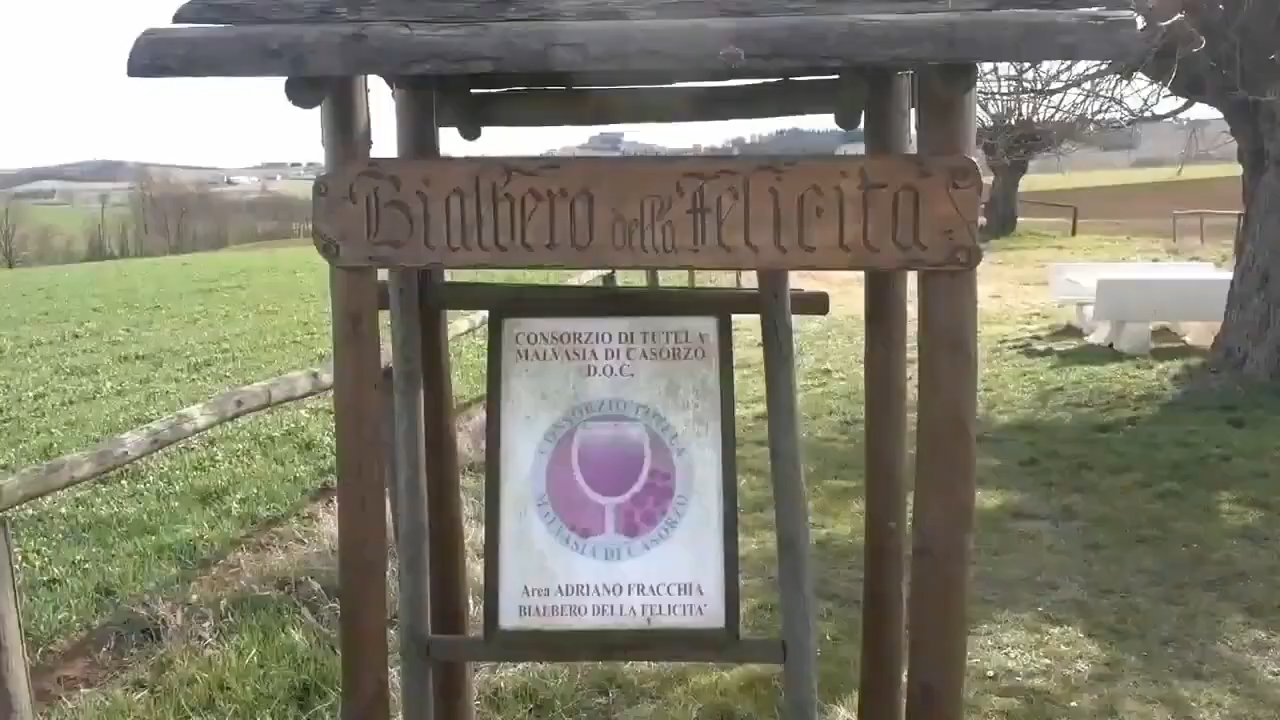 Bialbero della Felicità
CONSORZIO DI TUTELA
MALVASIA DI CASORZO
D.O.C.
CONSORZIO TUTELA
MALVASIA DI CASORZO
Area ADRIANO FRACCHIA
BIALBERO DELLA FELICITA'